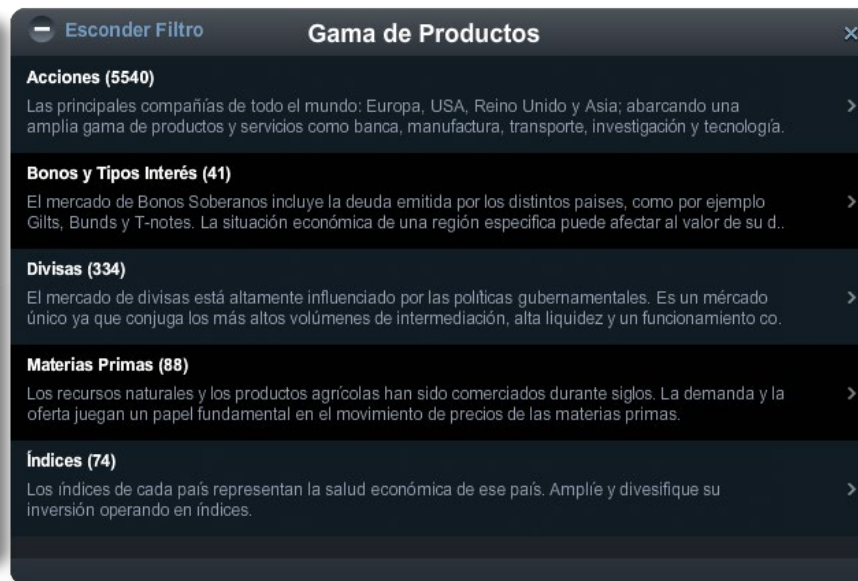 Esconder Filtro
Gama de Productos
Acciones (5540)
Las principales compañías de todo el mundo: Europa, USA, Reino Unido y Asia; abarcando una
amplia gama de productos y servicios como banca, manufactura, transporte, investigación y tecnología.
Bonos y Tipos Interés (41)
El mercado de Bonos Soberanos incluye la deuda emitida por los distintos paises, como por ejemplo
Gilts, Bunds y T-notes. La situación económica de una región especifica puede afectar al valor de su d..
Divisas (334)
El mercado de divisas está altamente influenciado por las políticas gubernamentales. Es un mércado
único ya que conjuga los más altos volúmenes de intermediación, alta liquidez y un funcionamiento co.
Materias Primas (88)
Los recursos naturales y los productos agrícolas han sido comerciados durante siglos. La demanda y la
oferta juegan un papel fundamental en el movimiento de precios de las materias primas.
Índices (74)
Los índices de cada país representan la salud económica de ese país. Amplíe y divesifique su
inversión operando en índices.